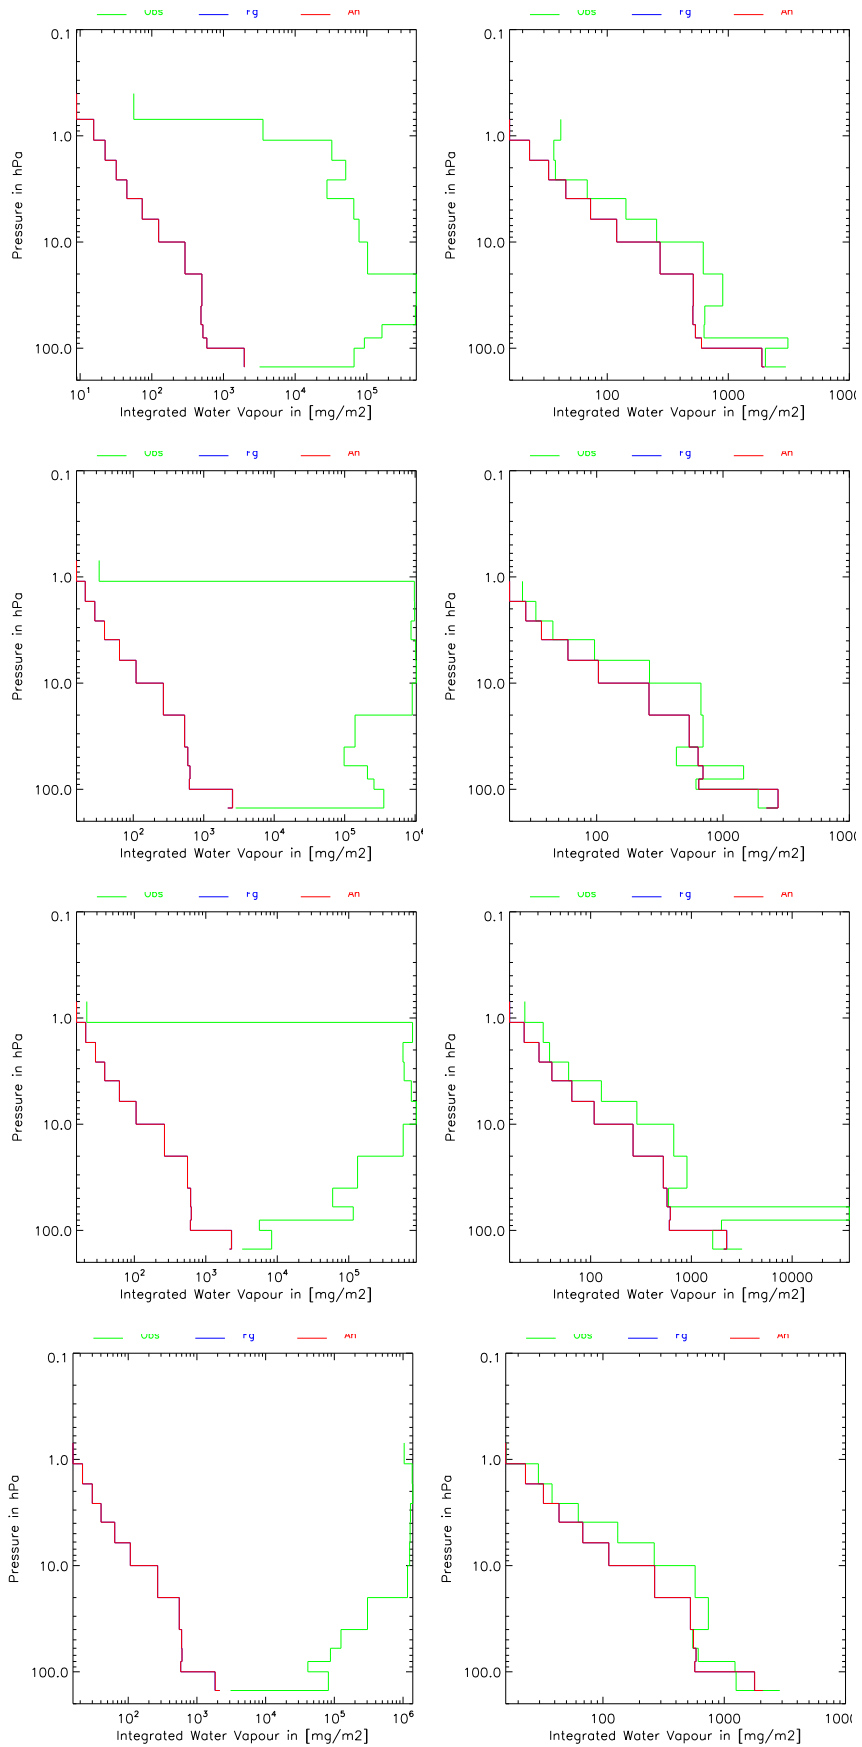 Obs Fg An Obs Fg An
0.1 0.1
1.0 1.0
10.0 10.0
100.0 100.0
Pressure in hPa Pressure in hPa
10¹ 10² 10³ 10⁴ 10⁵ 100 1000 1000
Integrated Water Vapour in [mg/m2] Integrated Water Vapour in [mg/m2]
Obs Fg An Obs Fg An
0.1 0.1
1.0 1.0
10.0 10.0
100.0 100.0
Pressure in hPa Pressure in hPa
10² 10³ 10⁴ 10⁵ 10⁶ 100 1000 1000
Integrated Water Vapour in [mg/m2] Integrated Water Vapour in [mg/m2]
Obs Fg An Obs Fg An
0.1 0.1
1.0 1.0
10.0 10.0
100.0 100.0
Pressure in hPa Pressure in hPa
10² 10³ 10⁴ 10⁵ 100 1000 10000
Integrated Water Vapour in [mg/m2] Integrated Water Vapour in [mg/m2]
Obs Fg An Obs Fg An
0.1 0.1
1.0 1.0
10.0 10.0
100.0 100.0
Pressure in hPa Pressure in hPa
10² 10³ 10⁴ 10⁵ 10⁶ 100 1000 1000
Integrated Water Vapour in [mg/m2] Integrated Water Vapour in [mg/m2]